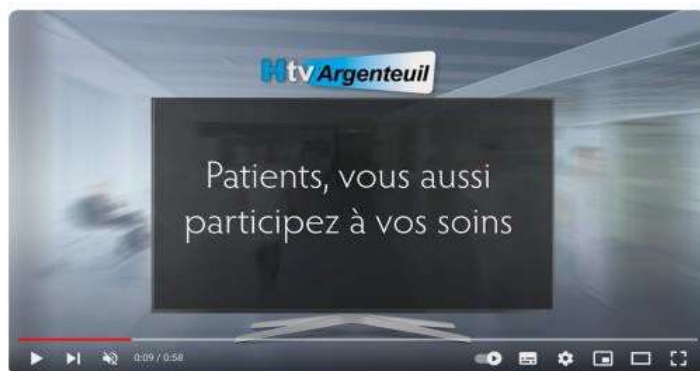 Htv Argenteuil
Patients, vous aussi
participez à vos soins
0:09 / 0:58